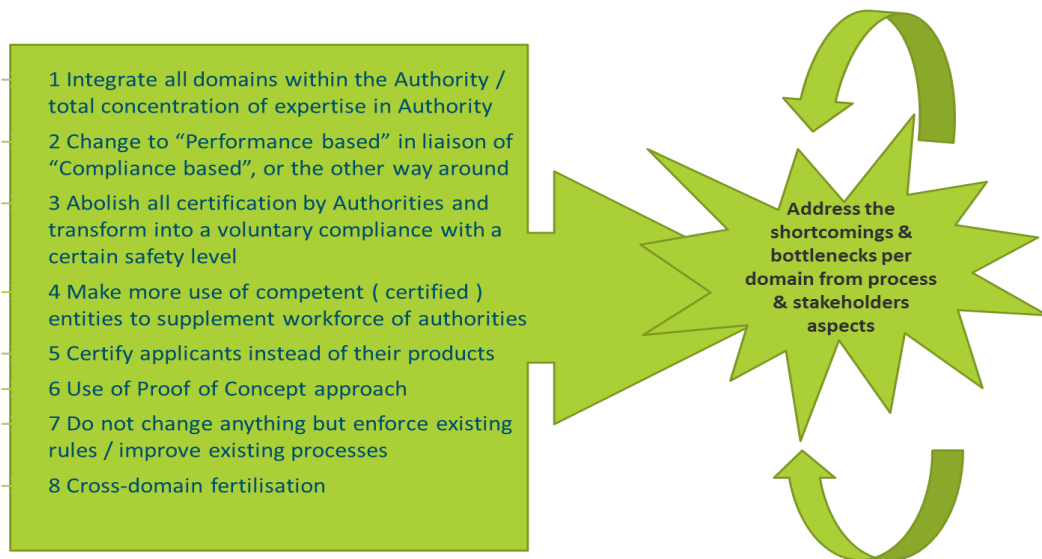 1 Integrate all domains within the Authority /
total concentration of expertise in Authority
2 Change to “Performance based” in liaison of
“Compliance based”, or the other way around
3 Abolish all certification by Authorities and
transform into a voluntary compliance with a
certain safety level
4 Make more use of competent ( certified )
entities to supplement workforce of authorities
5 Certify applicants instead of their products
6 Use of Proof of Concept approach
7 Do not change anything but enforce existing
rules / improve existing processes
8 Cross-domain fertilisation
Address the
shortcomings &
bottlenecks per
domain from process
& stakeholders
aspects